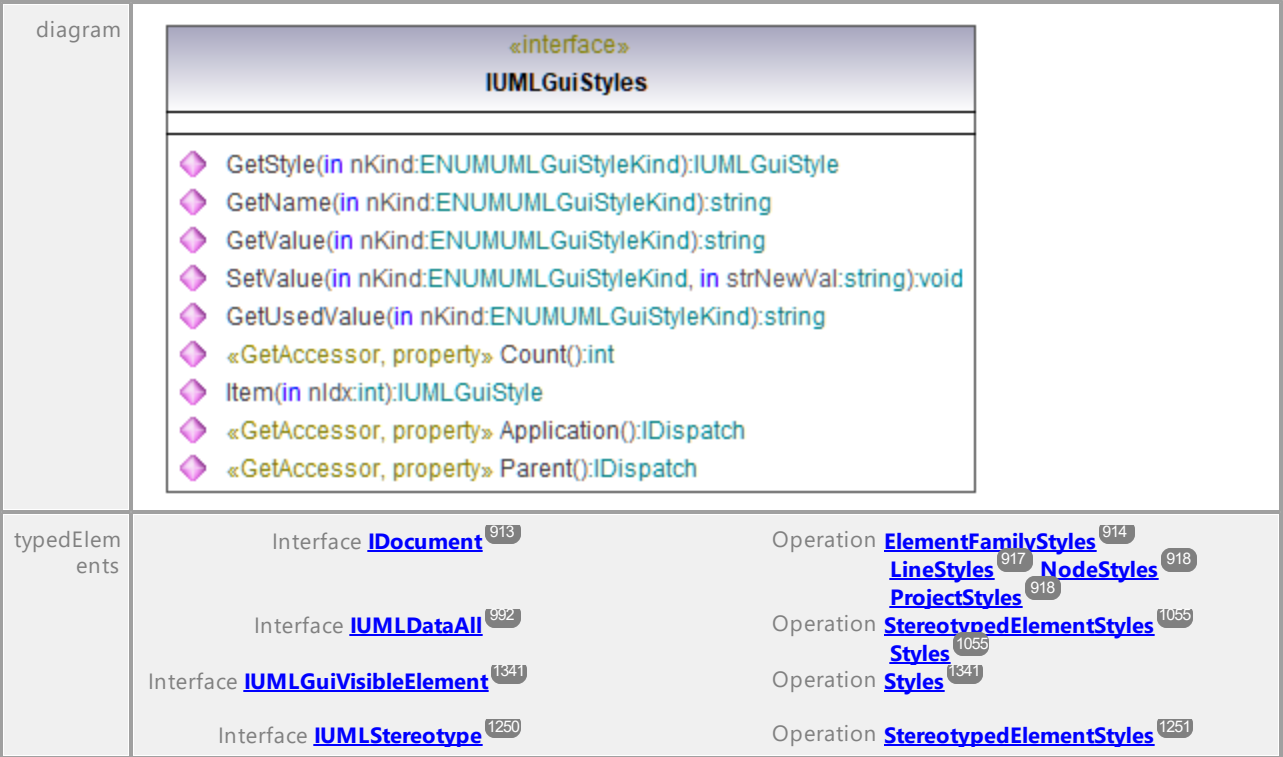 diagram
«interface»
IUMLGuiStyles
GetStyle(in nKind:ENUMUMLGuiStyleKind):IUMLGuiStyle
GetName(in nKind:ENUMUMLGuiStyleKind):string
GetValue(in nKind:ENUMUMLGuiStyleKind):string
SetValue(in nKind:ENUMUMLGuiStyleKind, in strNewVal:string):void
GetUsedValue(in nKind:ENUMUMLGuiStyleKind):string
«GetAccessor, property» Count():int
Item(in nIdx:int):IUMLGuiStyle
«GetAccessor, property» Application():IDispatch
«GetAccessor, property» Parent():IDispatch
typedElem
ents
Interface IDocument 913 Operation ElementFamilyStyles 914
LineStyles 917 NodeStyles 918
ProjectStyles 918
Interface IUMLDataAll 992 Operation StereotypedElementStyles 1055
Styles 1055
Interface IUMLGuiVisibleElement 1341 Operation Styles 1341
Interface IUMLStereotype 1250 Operation StereotypedElementStyles 1251